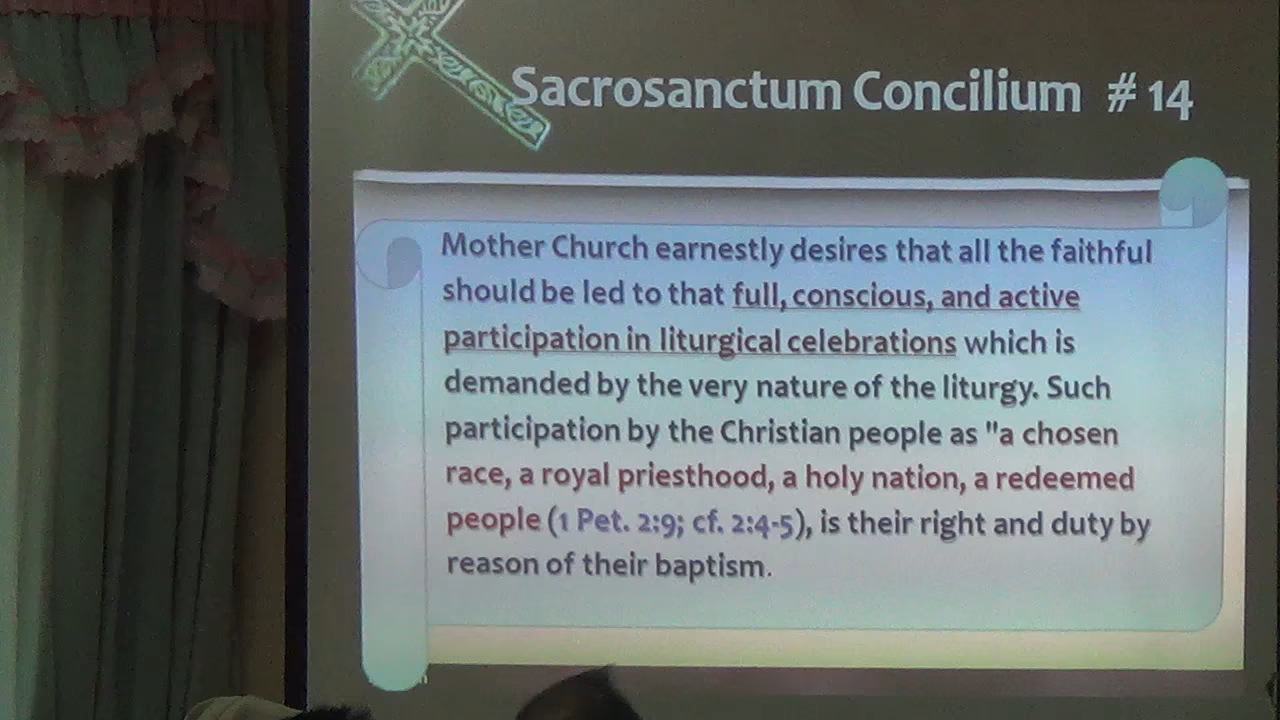 Sacrosanctum Concilium # 14
Mother Church earnestly desires that all the faithful
should be led to that full, conscious, and active
participation in liturgical celebrations which is
demanded by the very nature of the liturgy. Such
participation by the Christian people as "a chosen
race, a royal priesthood, a holy nation, a redeemed
people (1 Pet. 2:9; cf. 2:4-5), is their right and duty by
reason of their baptism.